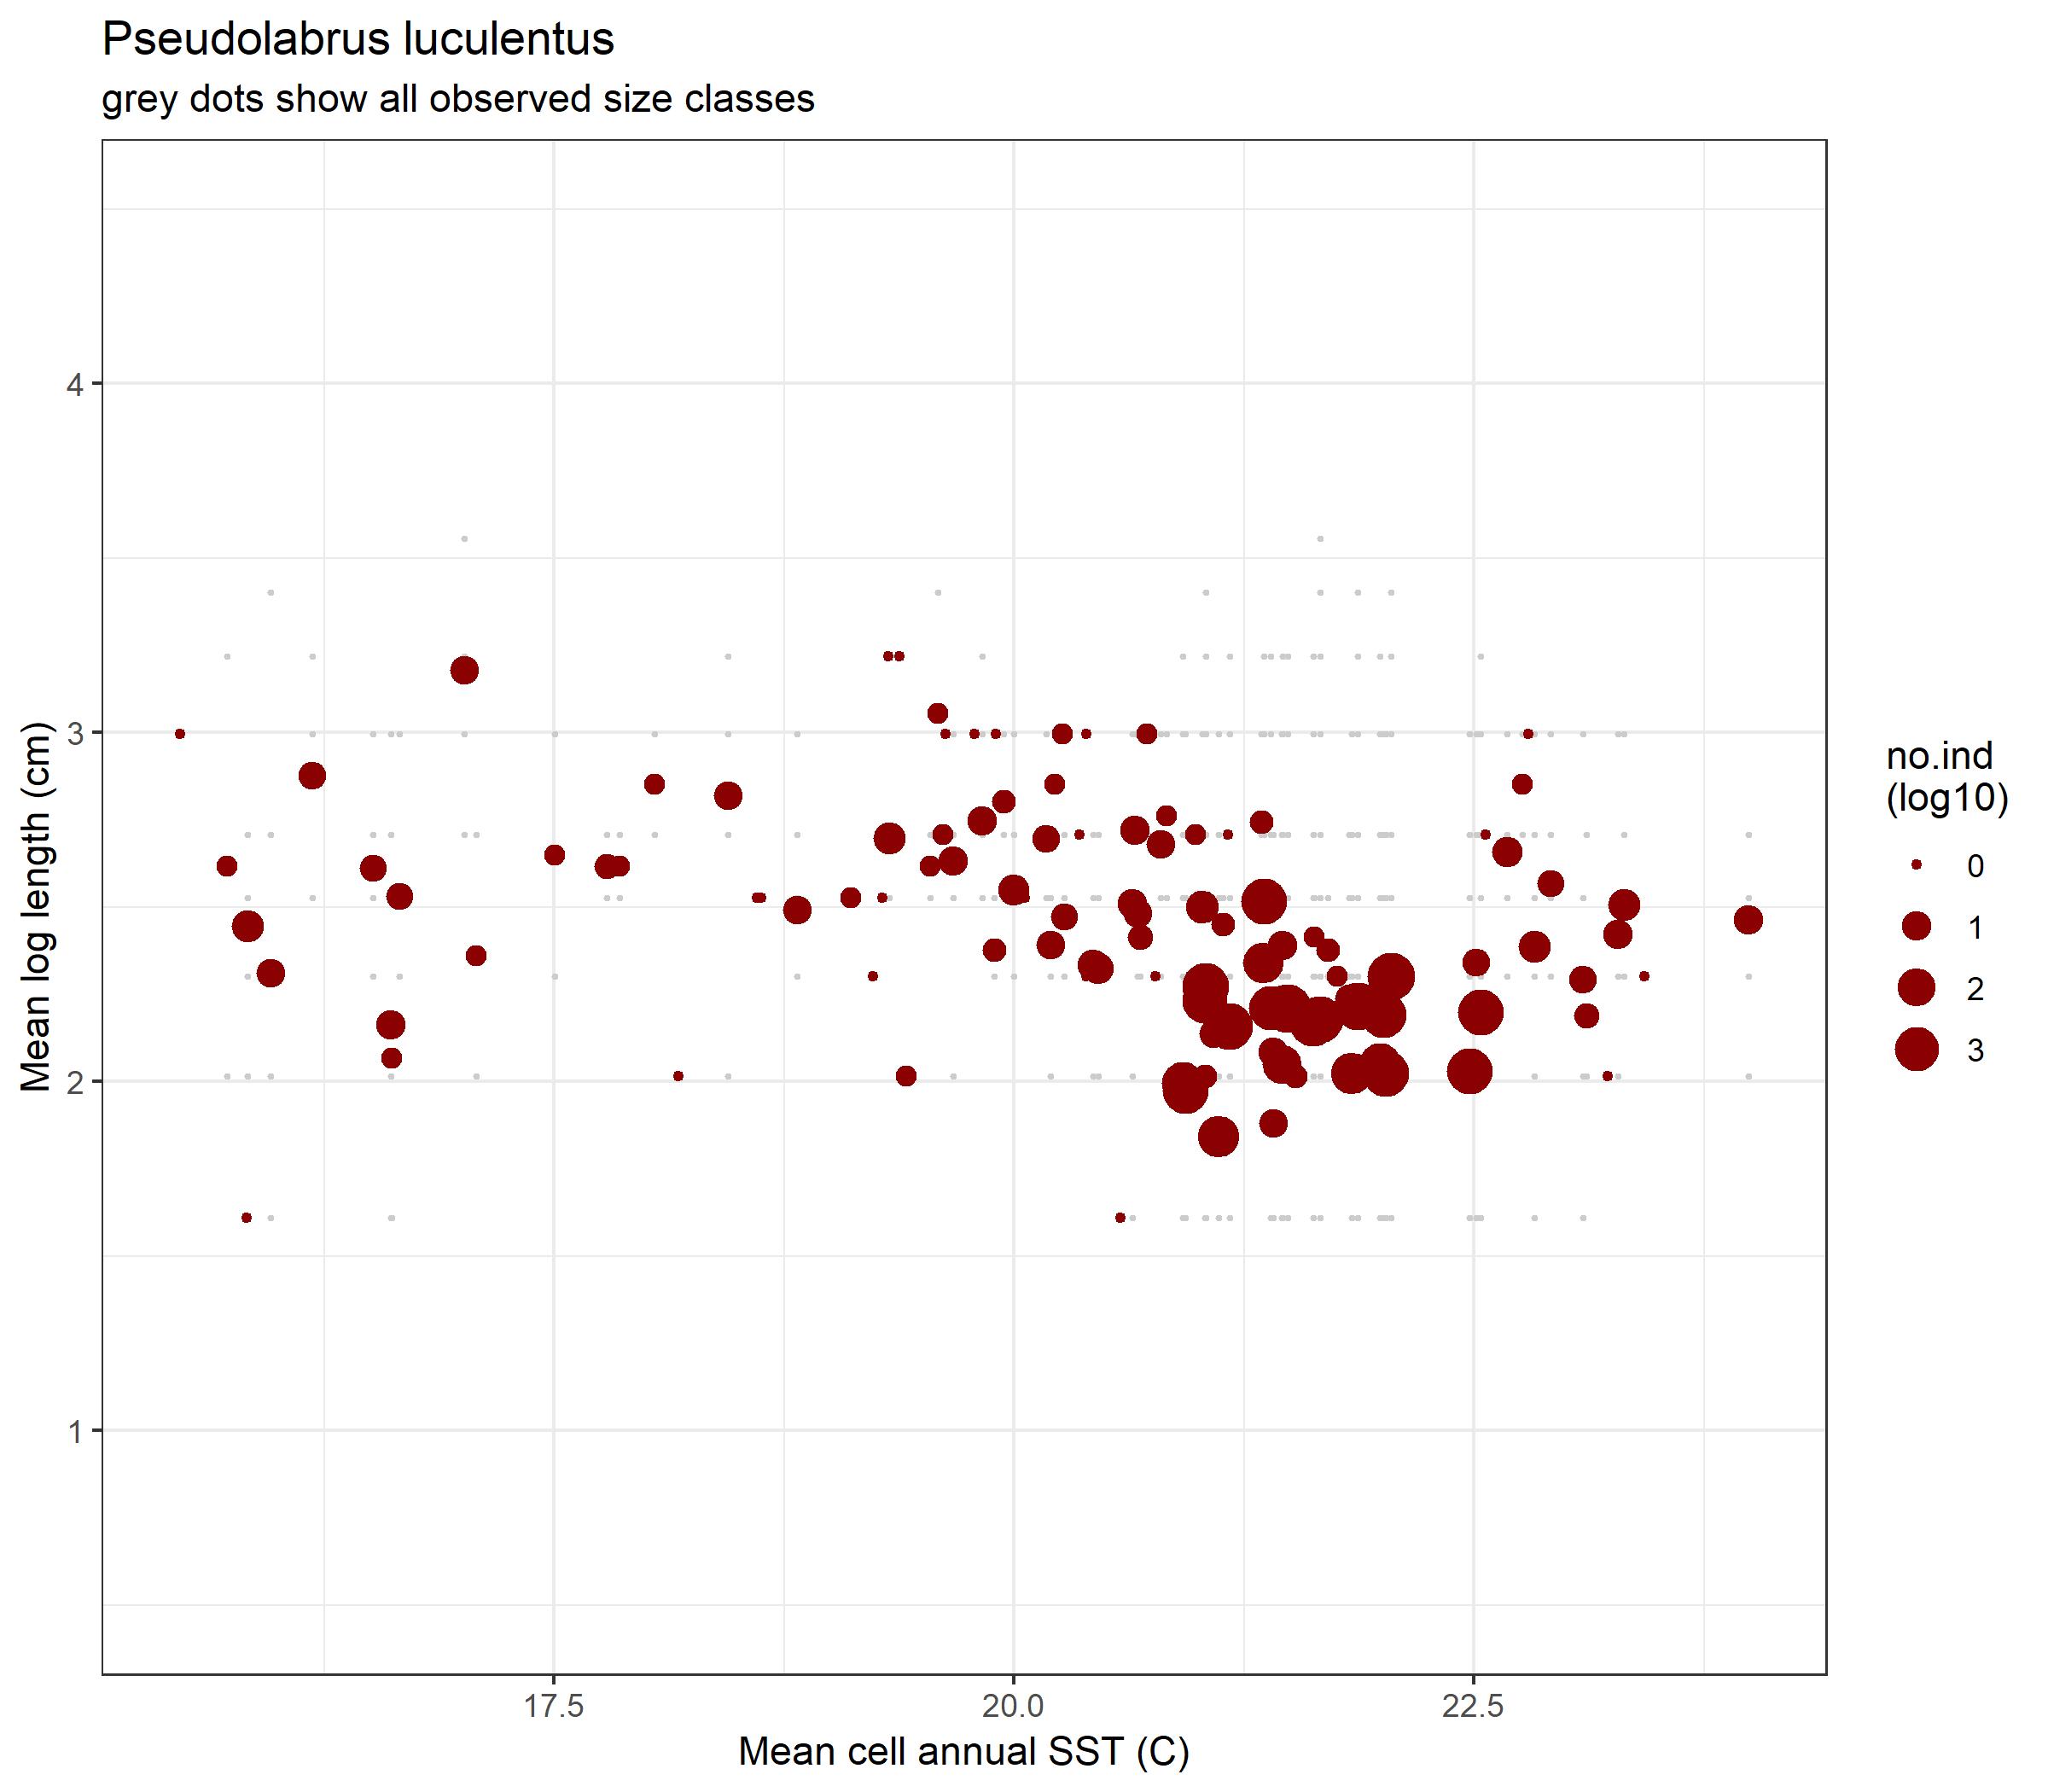 Pseudolabrus luculentus
grey dots show all observed size classes
Mean log length (cm)
4
3
2
1
17.5
20.0
22.5
Mean cell annual SST (C)
no.ind
(log10)
0
1
2
3